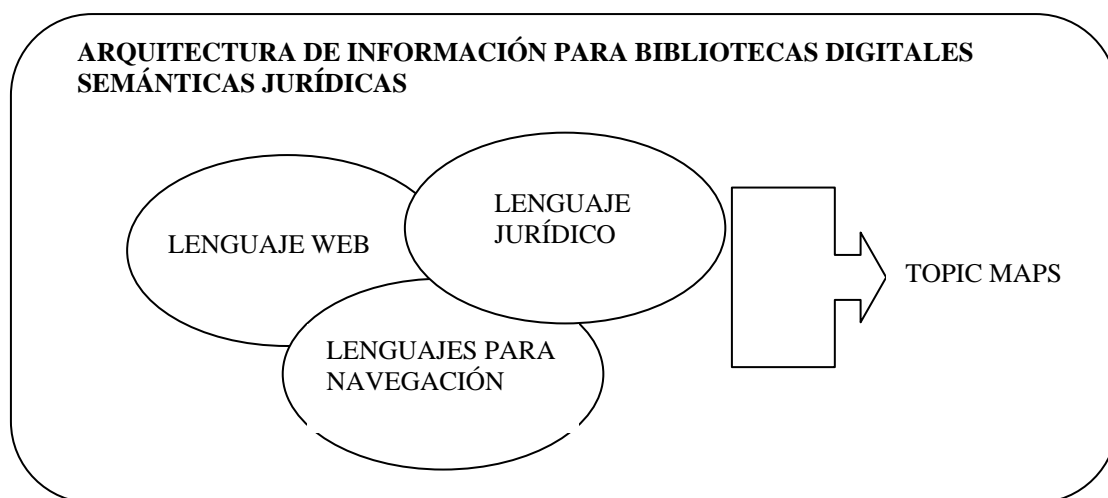 ARQUITECTURA DE INFORMACIÓN PARA BIBLIOTECAS DIGITALES
SEMÁNTICAS JURÍDICAS
LENGUAJE WEB
LENGUAJE
JURÍDICO
LENGUAJES PARA
NAVEGACIÓN
TOPIC MAPS